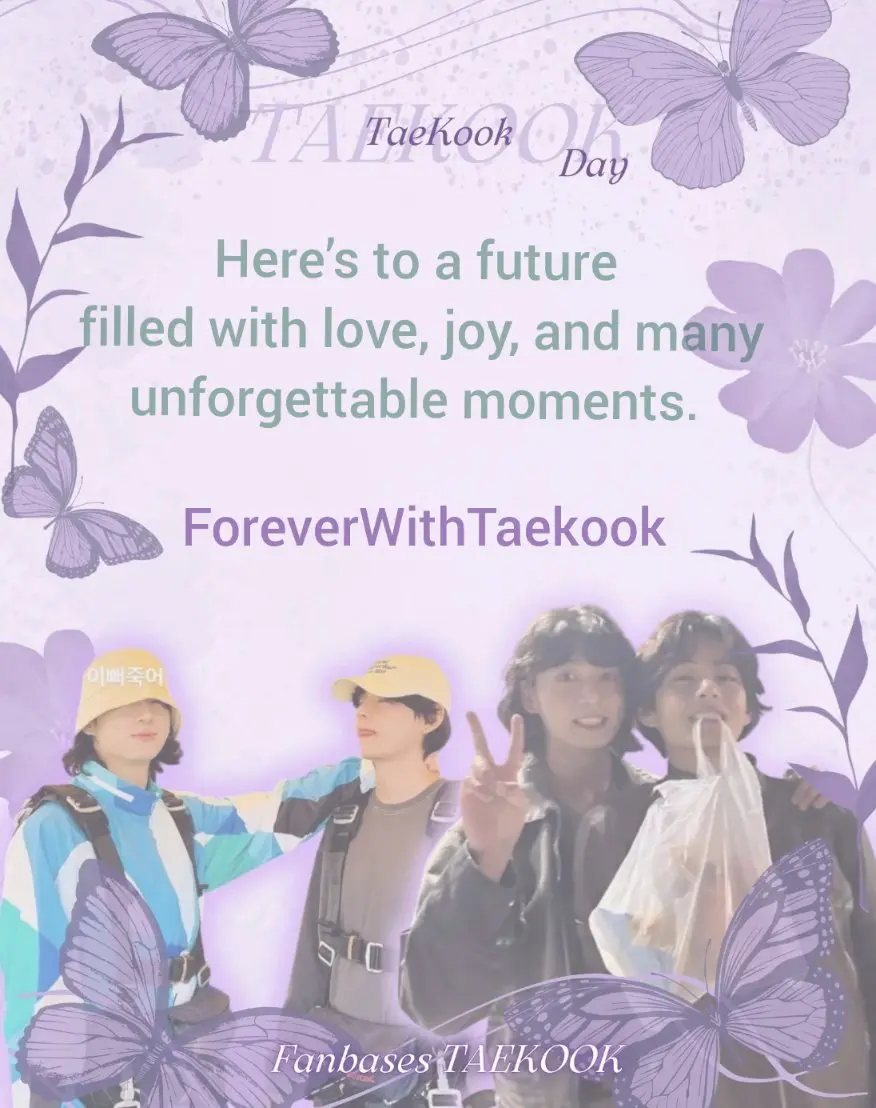 TAEKOOK
TaeKook
Day
Here’s to a future
filled with love, joy, and many
unforgettable moments.
ForeverWithTaekook
이뻐죽어
Fanbases TAEKOOK